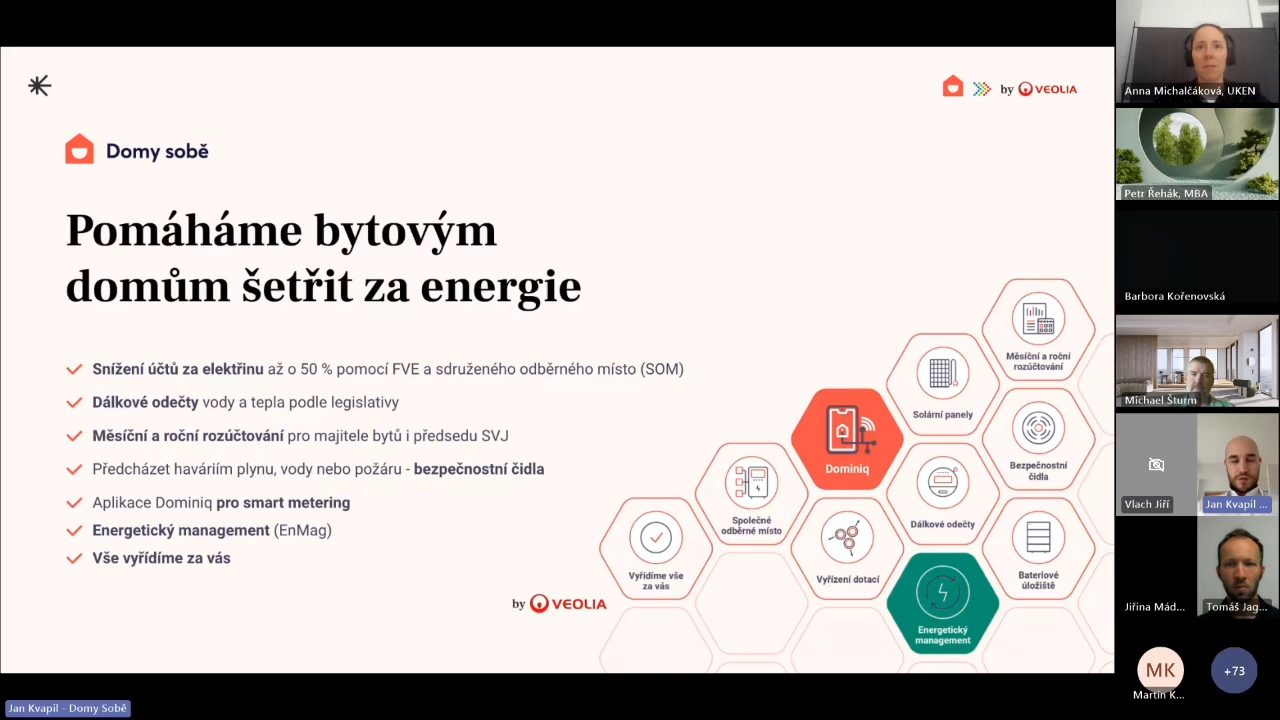 by VEOLIA
Domy sobě
Pomáháme bytovým
domům šetřit za energie
Snížení účtů za elektřinu až o 50 % pomocí FVE a sdruženého odběrného místo (SOM)
Dálkové odečty vody a tepla podle legislativy
Měsíční a roční rozúčtování pro majitele bytů i předsedu SVJ
Předcházet haváriím plynu, vody nebo požáru - bezpečnostní čidla
Aplikace Dominiq pro smart metering
Energetický management (EnMag)
Vše vyřídíme za vás
by VEOLIA
Měsíční a roční
rozúčtování
Solární panely
Dominiq
Bezpečnostní
čidla
Společné
odběrné místo
Dálkové odečty
Vyřídíme vše
za vás
Vyřízení dotací
Bateriové
úložiště
Energetický
management
Anna Michalčáková, UKEN
Petr Řehák, MBA
Barbora Kořenovská
Michael Šturm
Vlach Jiří
Jan Kvapil ...
Jiřina Mád...
Tomáš Jag...
MK
Martin K...
+73
Jan Kvapil - Domy Sobě